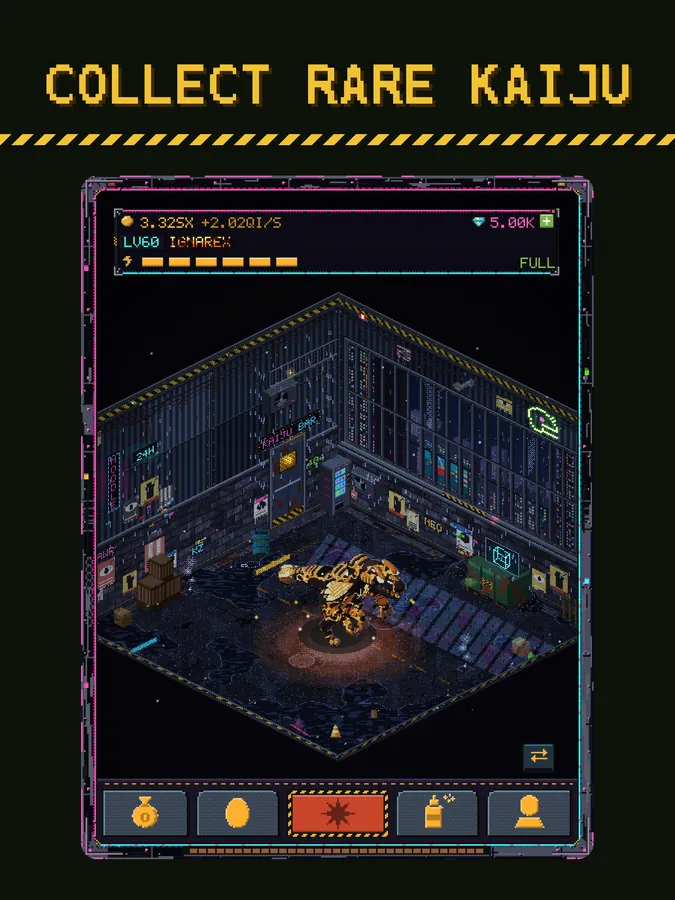 COLLECT RARE KAIJU
3.32SX +2.02QI/S
5.00K
LV60 IGNAREX
FULL
KAIJU BAR
24H
NEO